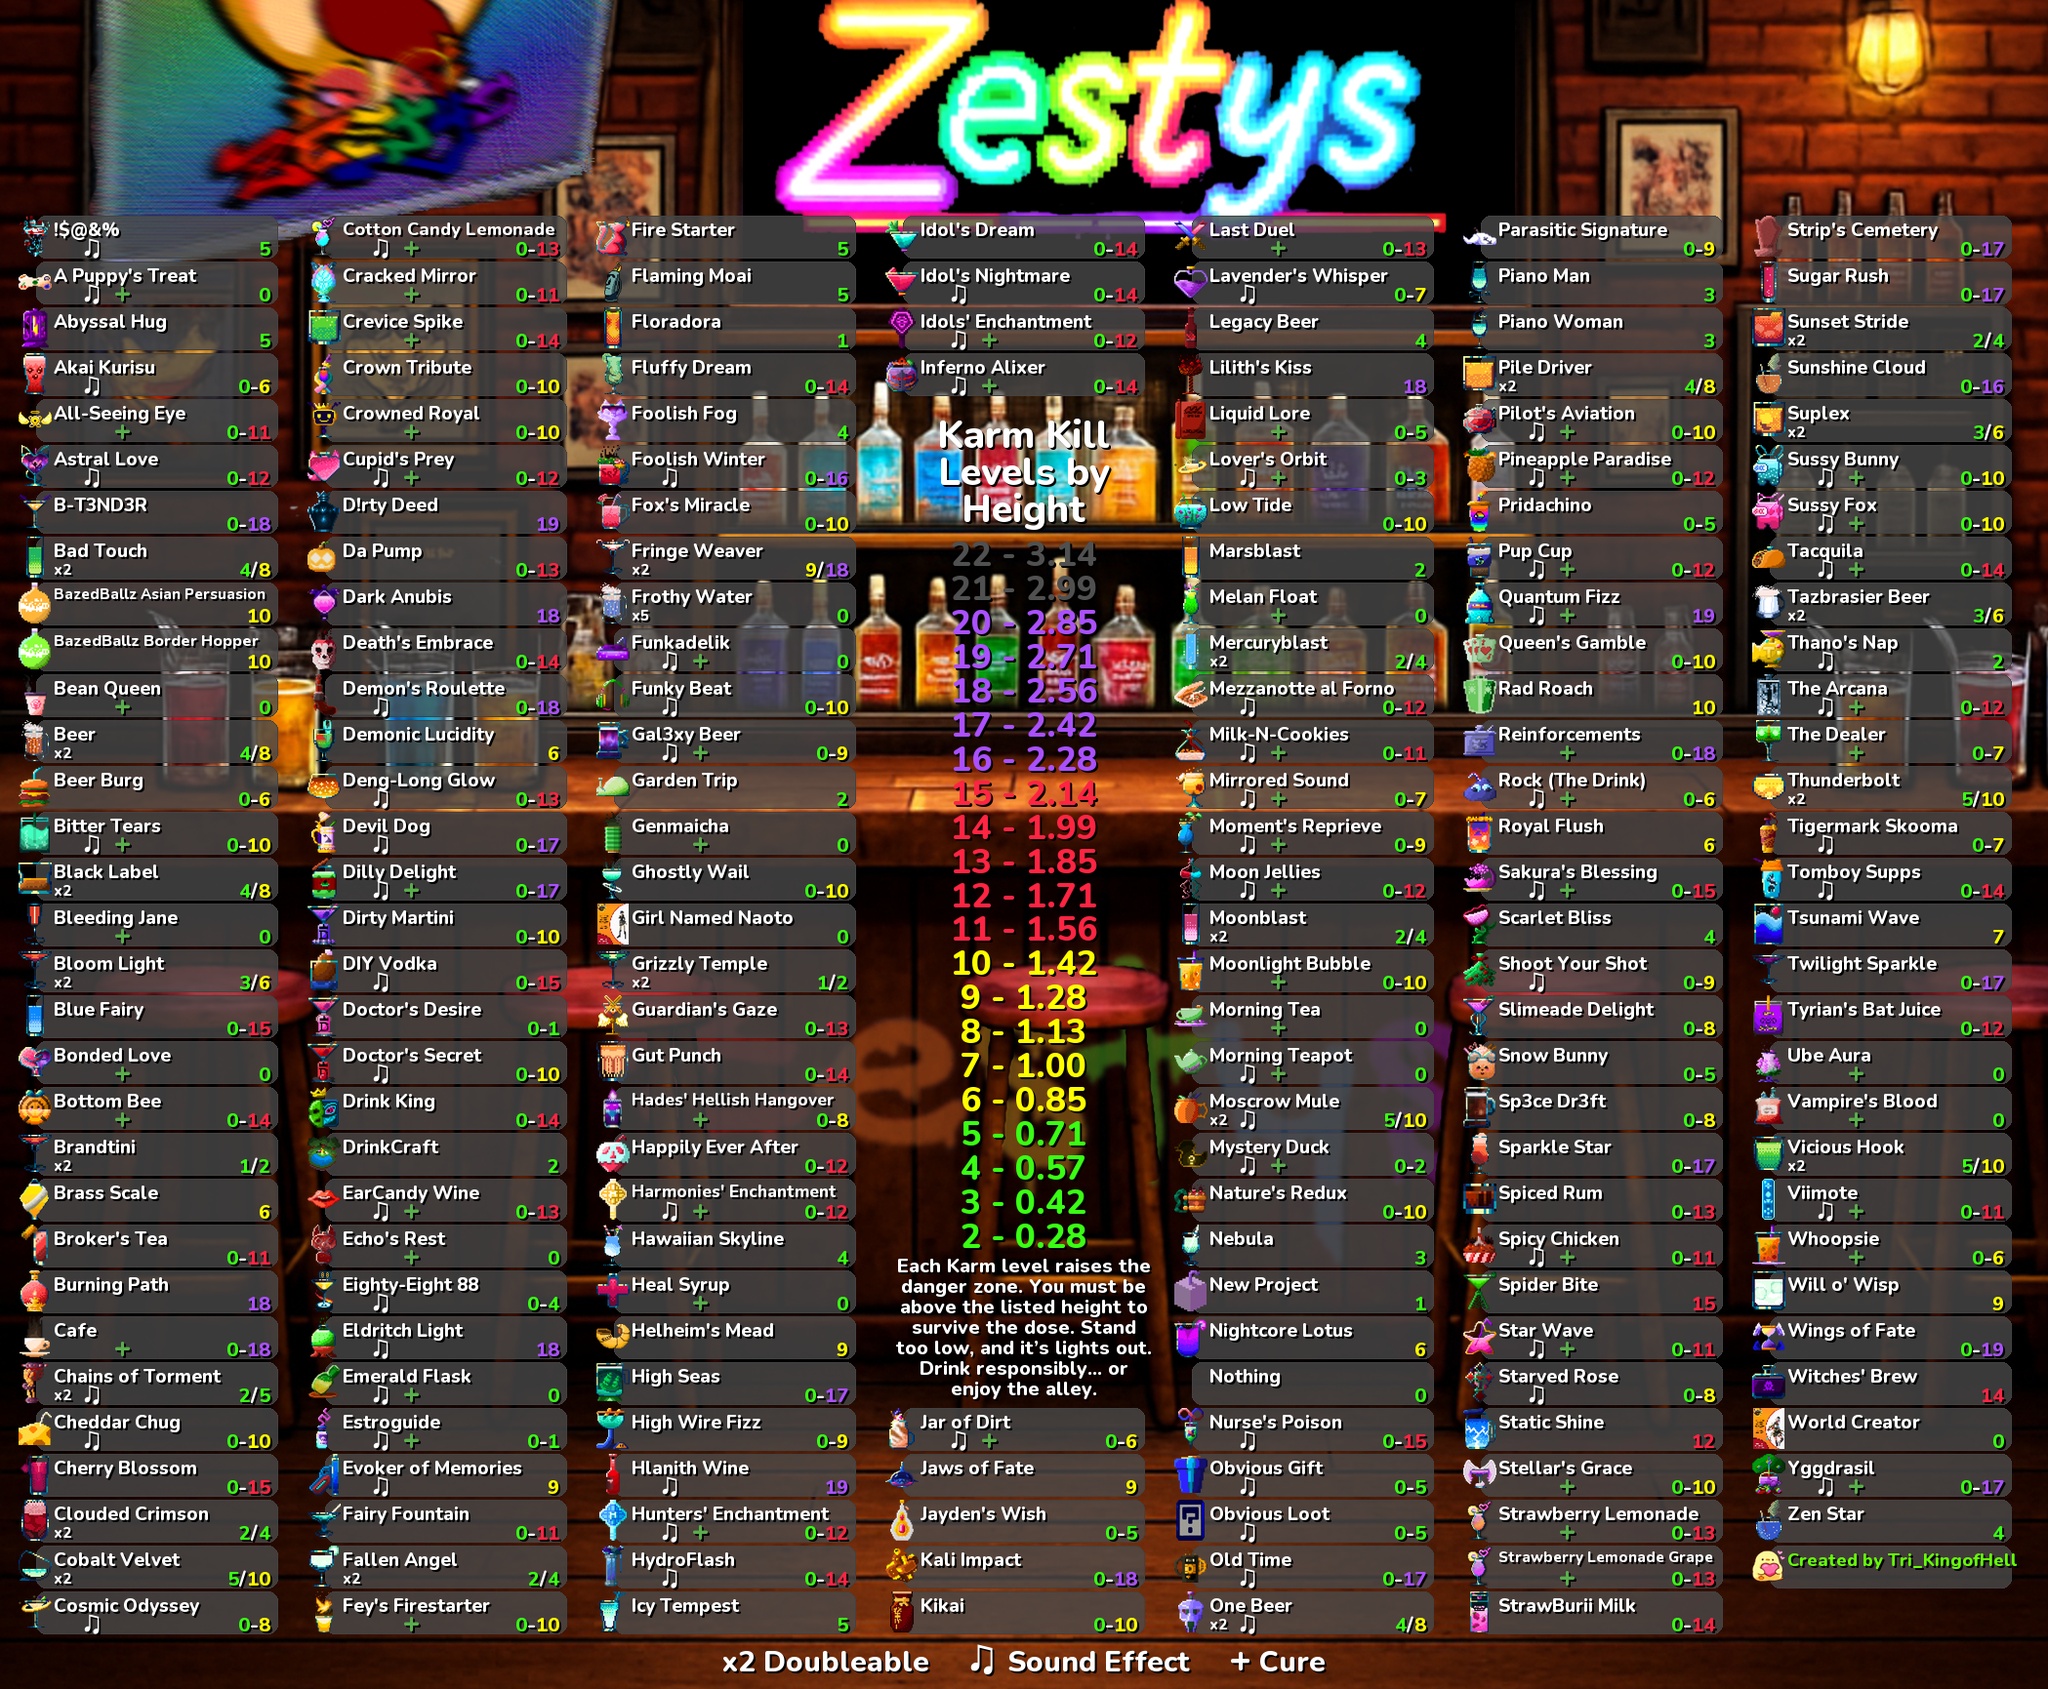 Zestys
!$@&%
♫ 5
A Puppy's Treat
♫ + 0
Abyssal Hug
5
Akai Kurisu
♫ 0-6
All-Seeing Eye
+ 0-11
Astral Love
♫ 0-12
B-T3ND3R
0-18
Bad Touch
x2 4/8
BazedBallz Asian Persuasion
10
BazedBallz Border Hopper
10
Bean Queen
+ 0
Beer
x2 4/8
Beer Burg
0-6
Bitter Tears
♫ + 0-10
Black Label
x2 4/8
Bleeding Jane
+ 0
Bloom Light
x2 3/6
Blue Fairy
0-15
Bonded Love
+ 0
Bottom Bee
+ 0-14
Brandtini
x2 1/2
Brass Scale
6
Broker's Tea
0-11
Burning Path
18
Cafe
+ 0-18
Chains of Torment
x2 ♫ 2/5
Cheddar Chug
♫ 0-10
Cherry Blossom
0-15
Clouded Crimson
x2 2/4
Cobalt Velvet
x2 5/10
Cosmic Odyssey
♫ 0-8
Cotton Candy Lemonade
♫ + 0-13
Cracked Mirror
+ 0-11
Crevice Spike
+ 0-14
Crown Tribute
0-10
Crowned Royal
+ 0-10
Cupid's Prey
♫ + 0-12
D!rty Deed
19
Da Pump
0-13
Dark Anubis
18
Death's Embrace
0-14
Demon's Roulette
♫ 0-18
Demonic Lucidity
6
Deng-Long Glow
♫ 0-13
Devil Dog
♫ 0-17
Dilly Delight
♫ + 0-17
Dirty Martini
0-10
DIY Vodka
♫ 0-15
Doctor's Desire
0-1
Doctor's Secret
♫ 0-10
Drink King
0-14
DrinkCraft
2
EarCandy Wine
♫ + 0-13
Echo's Rest
+ 0
Eighty-Eight 88
♫ 0-4
Eldritch Light
♫ 18
Emerald Flask
♫ + 0
Estroguide
♫ + 0-1
Evoker of Memories
♫ 9
Fairy Fountain
0-11
Fallen Angel
x2 2/4
Fey's Firestarter
+ 0-10
Fire Starter
5
Flaming Moai
5
Floradora
1
Fluffy Dream
0-14
Foolish Fog
4
Foolish Winter
♫ 0-16
Fox's Miracle
0-10
Fringe Weaver
x2 9/18
Frothy Water
x5 0
Funkadelik
♫ + 0
Funky Beat
♫ 0-10
Gal3xy Beer
♫ + 0-9
Garden Trip
2
Genmaicha
+ 0
Ghostly Wail
0-10
Girl Named Naoto
0
Grizzly Temple
x2 1/2
Guardian's Gaze
0-13
Gut Punch
0-14
Hades' Hellish Hangover
+ 0-8
Happily Ever After
0-12
Harmonies' Enchantment
♫ + 0-12
Hawaiian Skyline
4
Heal Syrup
+ 0
Helheim's Mead
9
High Seas
0-17
High Wire Fizz
0-9
Hlanith Wine
19
Hunters' Enchantment
♫ + 0-12
HydroFlash
♫ 0-14
Icy Tempest
5
Idol's Dream
0-14
Idol's Nightmare
♫ 0-14
Idols' Enchantment
♫ + 0-12
Inferno Alixer
♫ + 0-14
Karm Kill
Levels by
Height
22 - 3.14
21 - 2.99
20 - 2.85
19 - 2.71
18 - 2.56
17 - 2.42
16 - 2.28
15 - 2.14
14 - 1.99
13 - 1.85
12 - 1.71
11 - 1.56
10 - 1.42
9 - 1.28
8 - 1.13
7 - 1.00
6 - 0.85
5 - 0.71
4 - 0.57
3 - 0.42
2 - 0.28
Each Karm level raises the
danger zone. You must be
above the listed height to
survive the dose. Stand
too low, and it's lights out.
Drink responsibly... or
enjoy the alley.
Jar of Dirt
♫ + 0-6
Jaws of Fate
9
Jayden's Wish
0-5
Kali Impact
0-18
Kikai
0-10
Last Duel
+ 0-13
Lavender's Whisper
♫ 0-7
Legacy Beer
4
Lilith's Kiss
18
Liquid Lore
+ 0-5
Lover's Orbit
♫ + 0-3
Low Tide
0-10
Marsblast
2
Melan Float
+ 0
Mercuryblast
x2 2/4
Mezzanotte al Forno
♫ 0-12
Milk-N-Cookies
♫ + 0-11
Mirrored Sound
♫ + 0-7
Moment's Reprieve
♫ + 0-9
Moon Jellies
♫ + 0-12
Moonblast
x2 2/4
Moonlight Bubble
+ 0-10
Morning Tea
+ 0
Morning Teapot
♫ + 0
Moscrow Mule
x2 ♫ 5/10
Mystery Duck
♫ + 0-2
Nature's Redux
0-10
Nebula
3
New Project
1
Nightcore Lotus
6
Nothing
0
Nurse's Poison
♫ 0-15
Obvious Gift
♫ 0-5
Obvious Loot
♫ 0-5
Old Time
♫ 0-17
One Beer
x2 ♫ 4/8
Parasitic Signature
0-9
Piano Man
3
Piano Woman
3
Pile Driver
x2 4/8
Pilot's Aviation
♫ + 0-10
Pineapple Paradise
♫ + 0-12
Pridachino
0-5
Pup Cup
♫ + 0-12
Quantum Fizz
♫ + 19
Queen's Gamble
0-10
Rad Roach
10
Reinforcements
+ 0-18
Rock (The Drink)
♫ + 0-6
Royal Flush
6
Sakura's Blessing
♫ + 0-15
Scarlet Bliss
4
Shoot Your Shot
♫ 0-9
Slimeade Delight
0-8
Snow Bunny
0-5
Sp3ce Dr3ft
0-8
Sparkle Star
0-17
Spiced Rum
0-13
Spicy Chicken
♫ + 0-11
Spider Bite
15
Star Wave
♫ + 0-11
Starved Rose
♫ 0-8
Static Shine
12
Stellar's Grace
+ 0-10
Strawberry Lemonade
+ 0-13
Strawberry Lemonade Grape
+ 0-13
StrawBurii Milk
0-14
Strip's Cemetery
0-17
Sugar Rush
0-17
Sunset Stride
x2 2/4
Sunshine Cloud
0-16
Suplex
x2 3/6
Sussy Bunny
♫ + 0-10
Sussy Fox
♫ + 0-10
Tacquila
♫ + 0-14
Tazbrasier Beer
x2 3/6
Thano's Nap
♫ 2
The Arcana
♫ + 0-12
The Dealer
+ 0-7
Thunderbolt
x2 5/10
Tigermark Skooma
♫ 0-7
Tomboy Supps
♫ 0-14
Tsunami Wave
7
Twilight Sparkle
0-17
Tyrian's Bat Juice
0-12
Ube Aura
+ 0
Vampire's Blood
+ 0
Vicious Hook
x2 5/10
Viimote
♫ + 0-11
Whoopsie
+ 0-6
Will o' Wisp
9
Wings of Fate
0-19
Witches' Brew
14
World Creator
0
Yggdrasil
♫ + 0-17
Zen Star
4
Created by Tri_KingofHell
x2 Doubleable ♫ Sound Effect + Cure